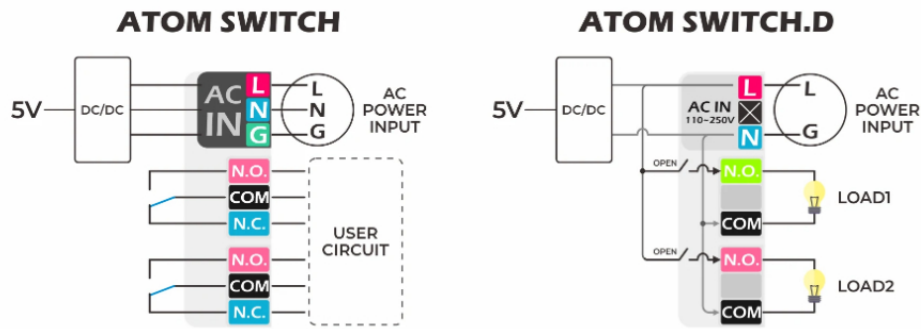 ATOM SWITCH
5V
DC/DC
AC
IN
L
N
G
L
N
G
AC
POWER
INPUT
N.O.
COM
N.C.
N.O.
COM
N.C.
USER
CIRCUIT
ATOM SWITCH.D
5V
DC/DC
AC IN
110~250V
L
N
L
G
AC
POWER
INPUT
OPEN
N.O.
COM
LOAD1
OPEN
N.O.
COM
LOAD2